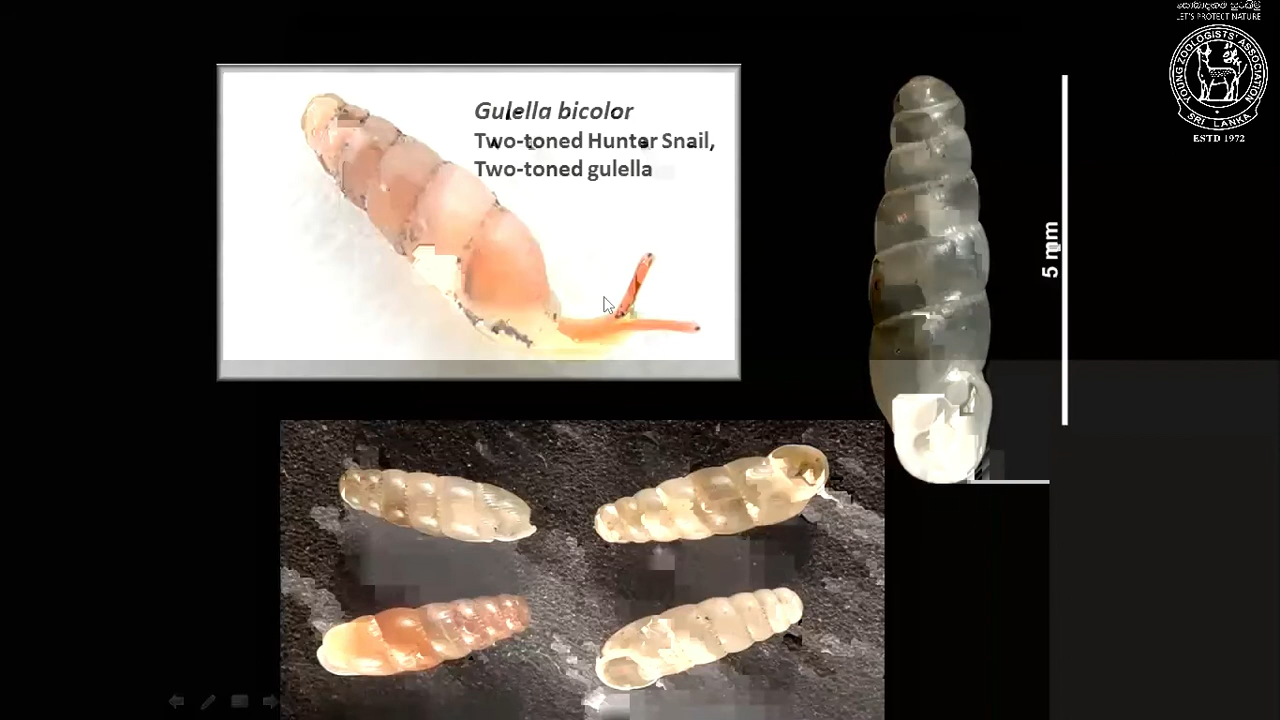 LET'S PROTECT NATURE
YOUNG ZOOLOGISTS' ASSOCIATION
SRI LANKA
ESTD 1972
Gulella bicolor
Two-toned Hunter Snail,
Two-toned gulella
5 mm